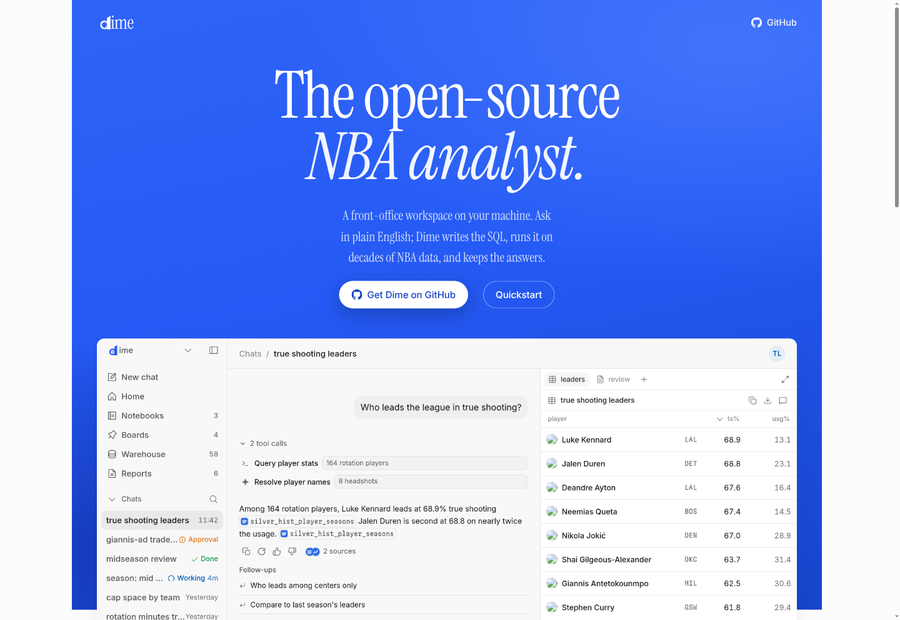 dime
GitHub
The open-source
NBA analyst.
A front-office workspace on your machine. Ask
in plain English; Dime writes the SQL, runs it on
decades of NBA data, and keeps the answers.
Get Dime on GitHub
Quickstart
dime
Chats / true shooting leaders
TL
New chat
Home
Notebooks 3
Boards 4
Warehouse 58
Reports 6
Chats
true shooting leaders 11:42
giannis-ad trade... Approval
midseason review Done
season: mid ... Working 4m
cap space by team Yesterday
rotation minutes tr... Yesterday
Who leads the league in true shooting?
2 tool calls
Query player stats 164 rotation players
Resolve player names 8 headshots
Among 164 rotation players, Luke Kennard leads at 68.9% true shooting
silver_hist_player_seasons Jalen Duren is second at 68.8 on nearly twice
the usage. silver_hist_player_seasons
2 sources
Follow-ups
Who leads among centers only
Compare to last season's leaders
leaders review +
true shooting leaders
player ts% usg%
Luke Kennard LAL 68.9 13.1
Jalen Duren DET 68.8 23.1
Deandre Ayton LAL 67.6 16.4
Neemias Queta BOS 67.4 14.5
Nikola Jokić DEN 67.0 28.9
Shai Gilgeous-Alexander OKC 63.7 31.4
Giannis Antetokounmpo MIL 62.5 30.6
Stephen Curry GSW 61.8 29.4